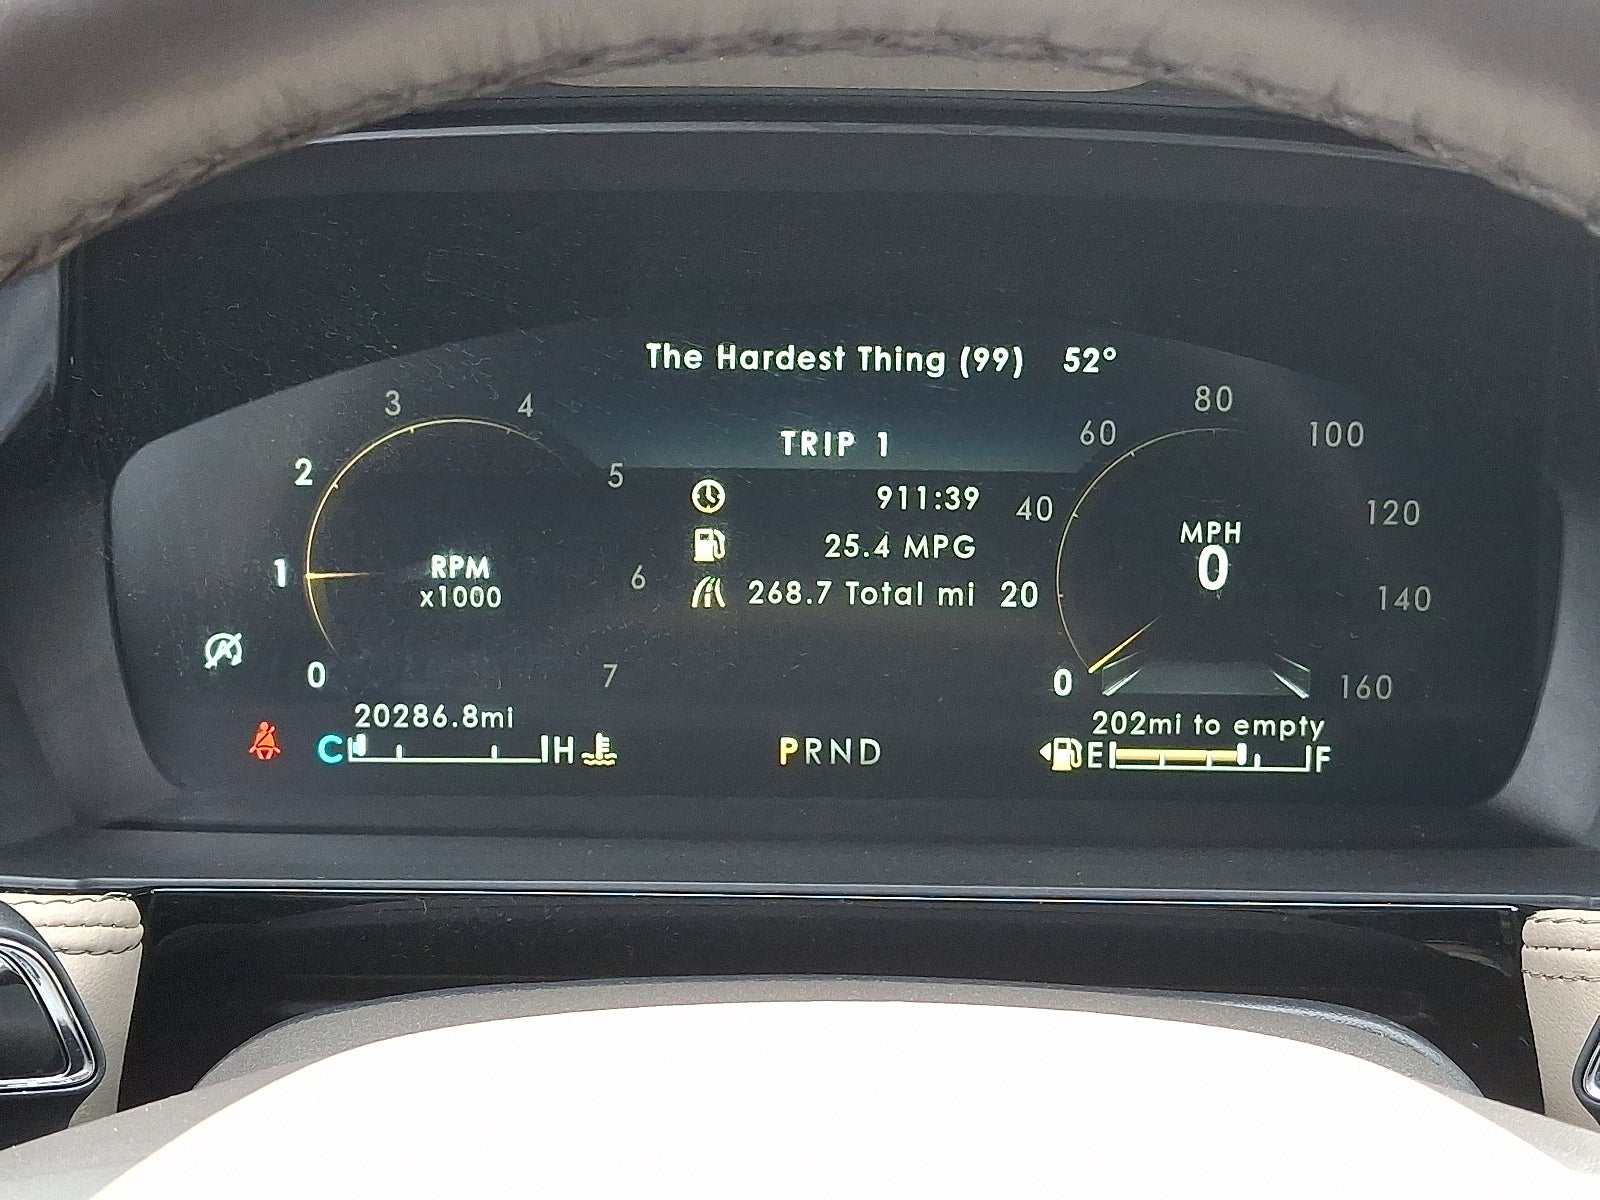 The Hardest Thing (99) 52°
TRIP 1
911:39
25.4 MPG
268.7 Total mi
0
1
2
3
4
5
6
7
RPM
x1000
0
20
40
60
80
100
120
140
160
MPH
0
20286.8mi
C H
PRND
202mi to empty
E F